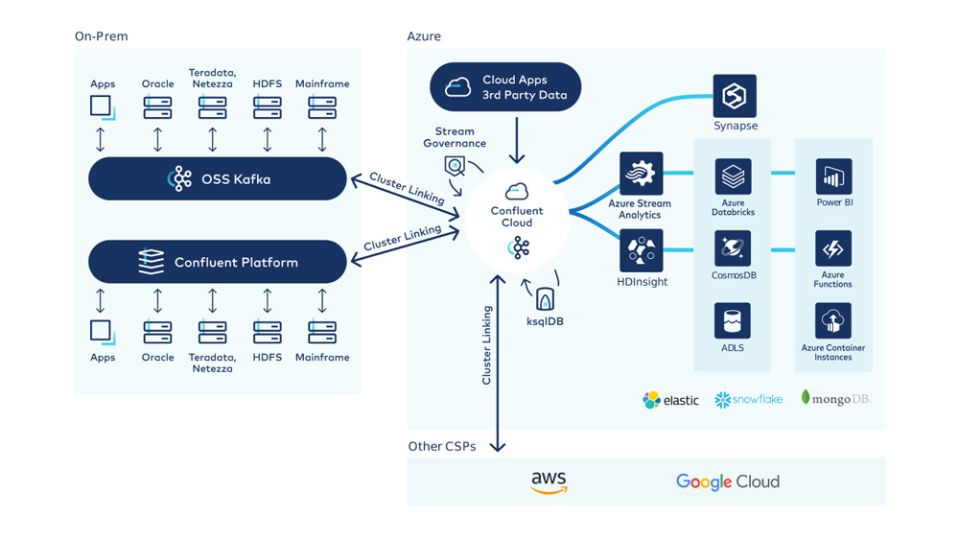 On-Prem
Apps
Oracle
Teradata,
Netezza
HDFS
Mainframe
OSS Kafka
Confluent Platform
Apps
Oracle
Teradata,
Netezza
HDFS
Mainframe
Cluster Linking
Cluster Linking
Azure
Cloud Apps
3rd Party Data
Stream
Governance
Confluent
Cloud
ksqlDB
Cluster Linking
Synapse
Azure Stream
Analytics
HDInsight
Azure
Databricks
CosmosDB
ADLS
Power BI
Azure
Functions
Azure Container
Instances
elastic
snowflake
mongoDB.
Other CSPs
aws
Google Cloud